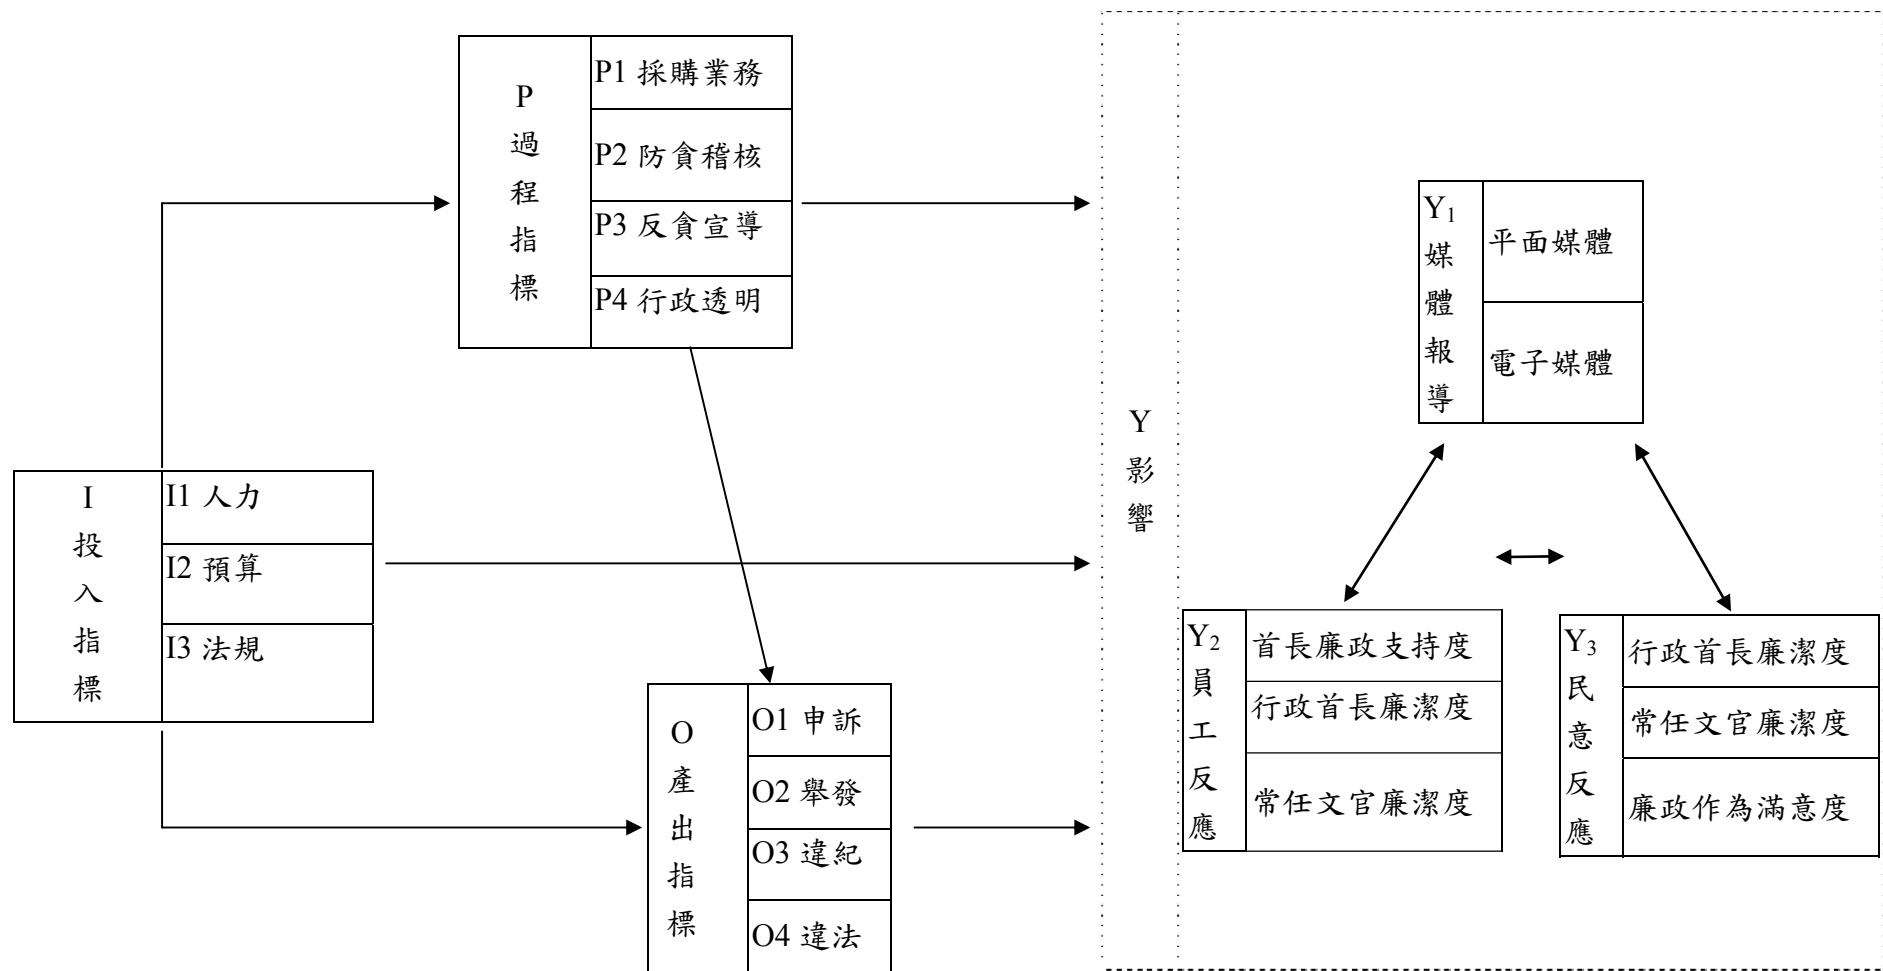 P
過
程
指
標
P1 採購業務
P2 防貪稽核
P3 反貪宣導
P4 行政透明
I
投
入
指
標
I1 人力
I2 預算
I3 法規
O
產
出
指
標
O1 申訴
O2 舉發
O3 違紀
O4 違法
Y
影
響
Y1
媒
體
報
導
平面媒體
電子媒體
Y2
員
工
反
應
首長廉政支持度
行政首長廉潔度
常任文官廉潔度
Y3
民
意
反
應
行政首長廉潔度
常任文官廉潔度
廉政作為滿意度